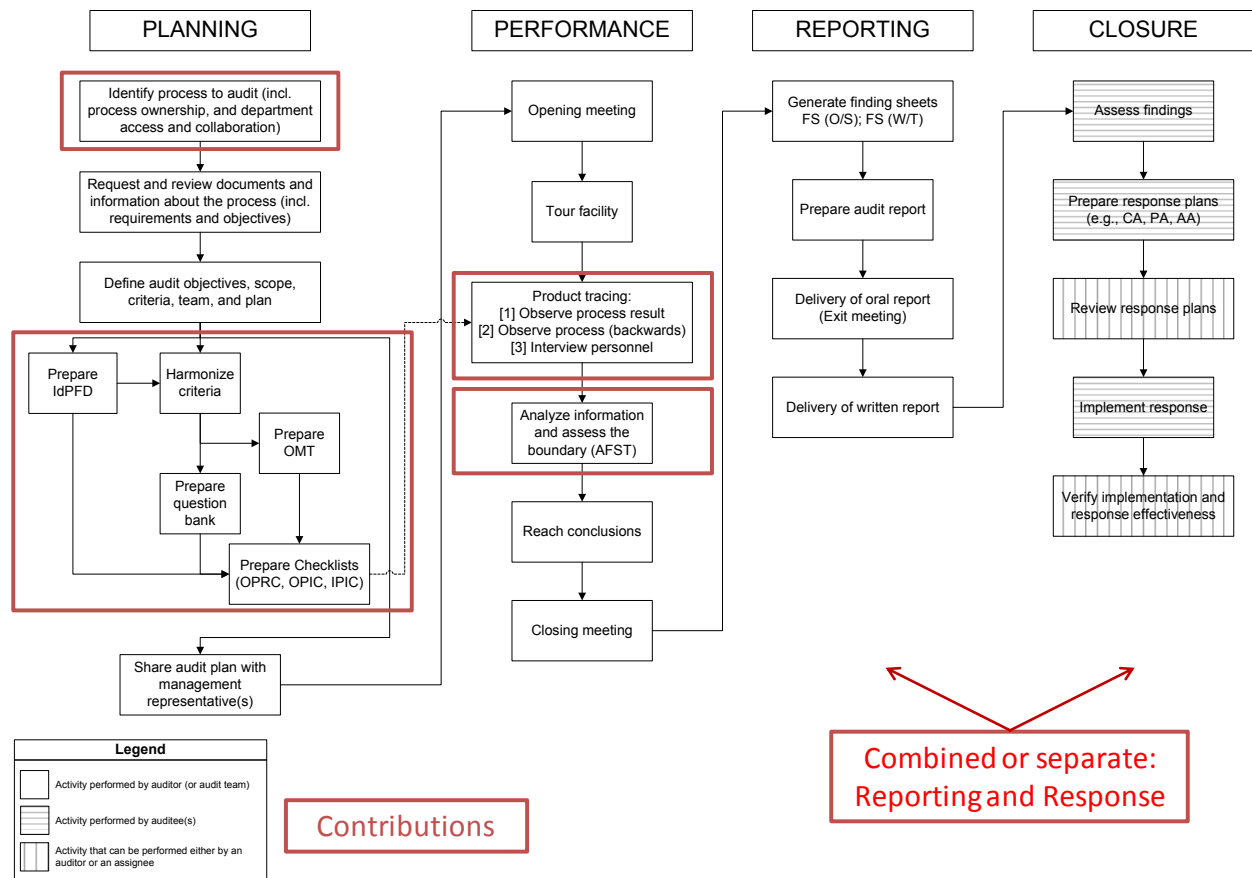 PLANNING
Identify process to audit (incl.
process ownership, and department
access and collaboration)
Request and review documents and
information about the process (incl.
requirements and objectives)
Define audit objectives, scope,
criteria, team, and plan
Prepare
IdPFD
Harmonize
criteria
Prepare
OMT
Prepare
question
bank
Prepare Checklists
(OPRC, OPIC, IPIC)
Share audit plan with
management
representative(s)
PERFORMANCE
Opening meeting
Tour facility
Product tracing:
[1] Observe process result
[2] Observe process (backwards)
[3] Interview personnel
Analyze information
and assess the
boundary (AFST)
Reach conclusions
Closing meeting
REPORTING
Generate finding sheets
FS (O/S); FS (W/T)
Prepare audit report
Delivery of oral report
(Exit meeting)
Delivery of written report
CLOSURE
Assess findings
Prepare response plans
(e.g., CA, PA, AA)
Review response plans
Implement response
Verify implementation and
response effectiveness
Legend
Activity performed by auditor (or audit team)
Activity performed by auditee(s)
Activity that can be performed either by an
auditor or an assignee
Contributions
Combined or separate:
Reporting and Response